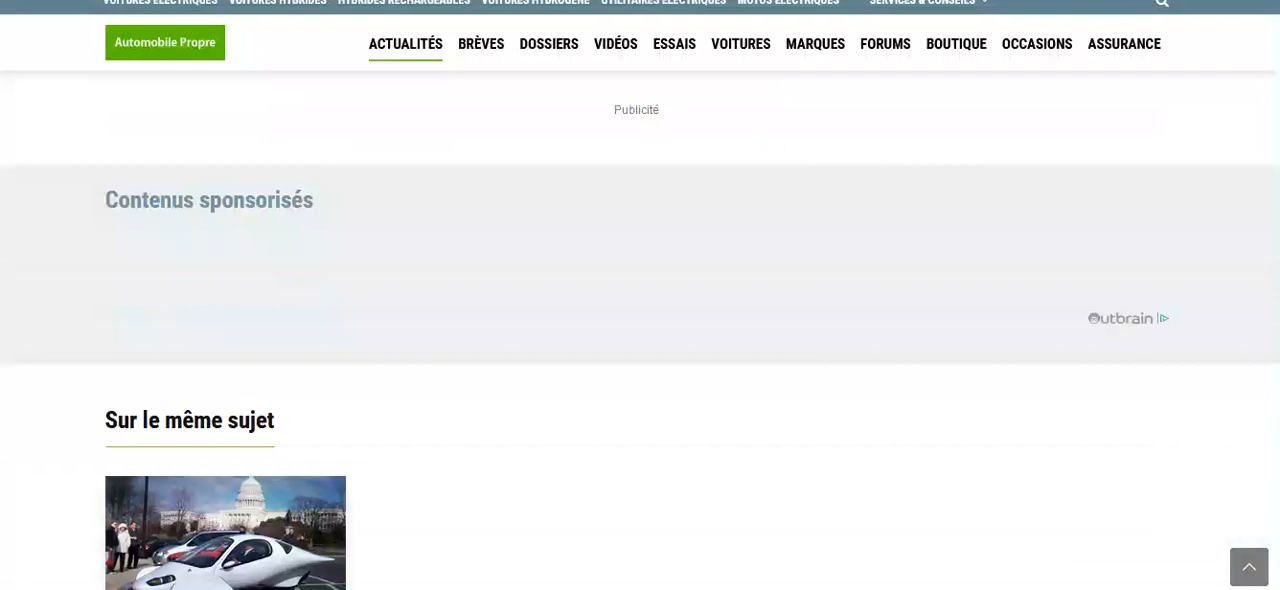 VOITURES ÉLECTRIQUES VOITURES HYBRIDES HYBRIDES RECHARGEABLES VOITURES HYDROGÈNE UTILITAIRES ÉLECTRIQUES MOTOS ÉLECTRIQUES SERVICES & CONSEILS
Automobile Propre ACTUALITÉS BRÈVES DOSSIERS VIDÉOS ESSAIS VOITURES MARQUES FORUMS BOUTIQUE OCCASIONS ASSURANCE
Publicité
Contenus sponsorisés
Outbrain
Sur le même sujet